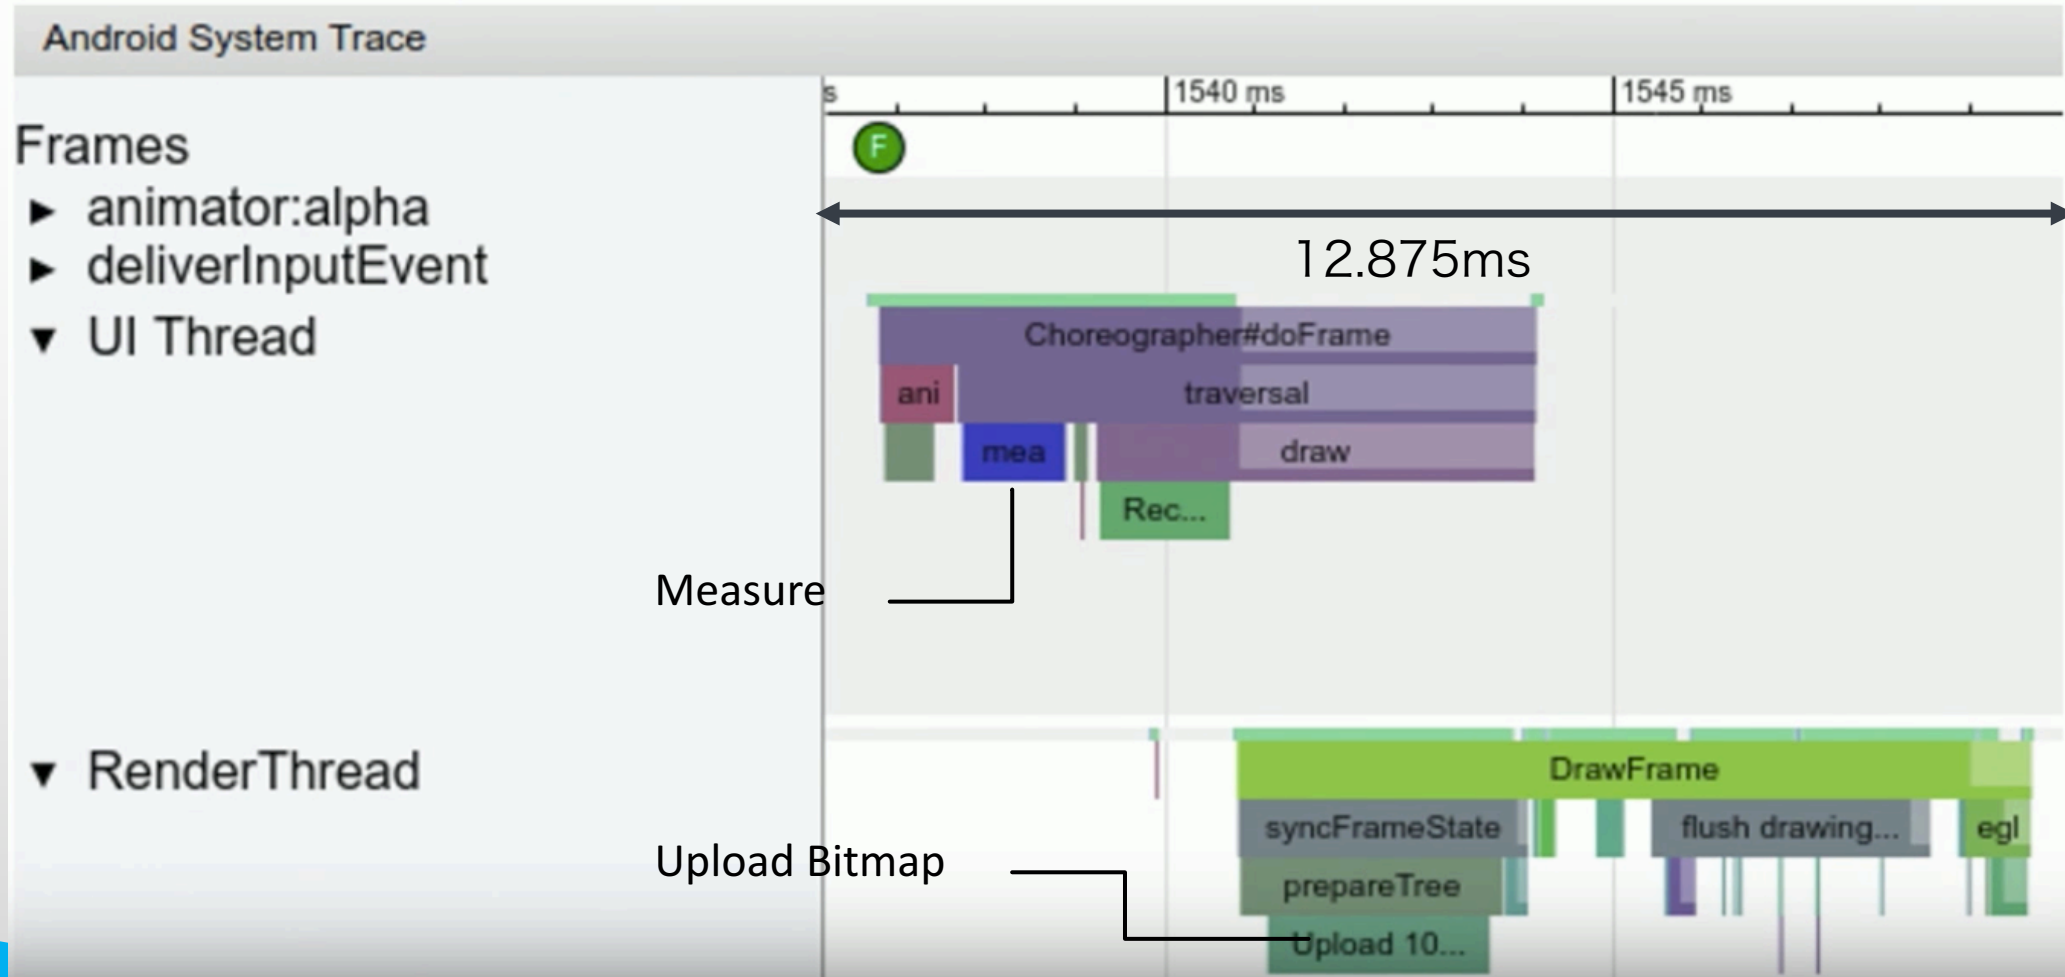 Android System Trace
s
1540 ms
1545 ms
Frames
F
► animator:alpha
► deliverInputEvent
12.875ms
▼ UI Thread
Choreographer#doFrame
ani
traversal
mea
draw
Rec...
Measure
▼ RenderThread
DrawFrame
syncFrameState
flush drawing...
egl
Upload Bitmap
prepareTree
Upload 10...